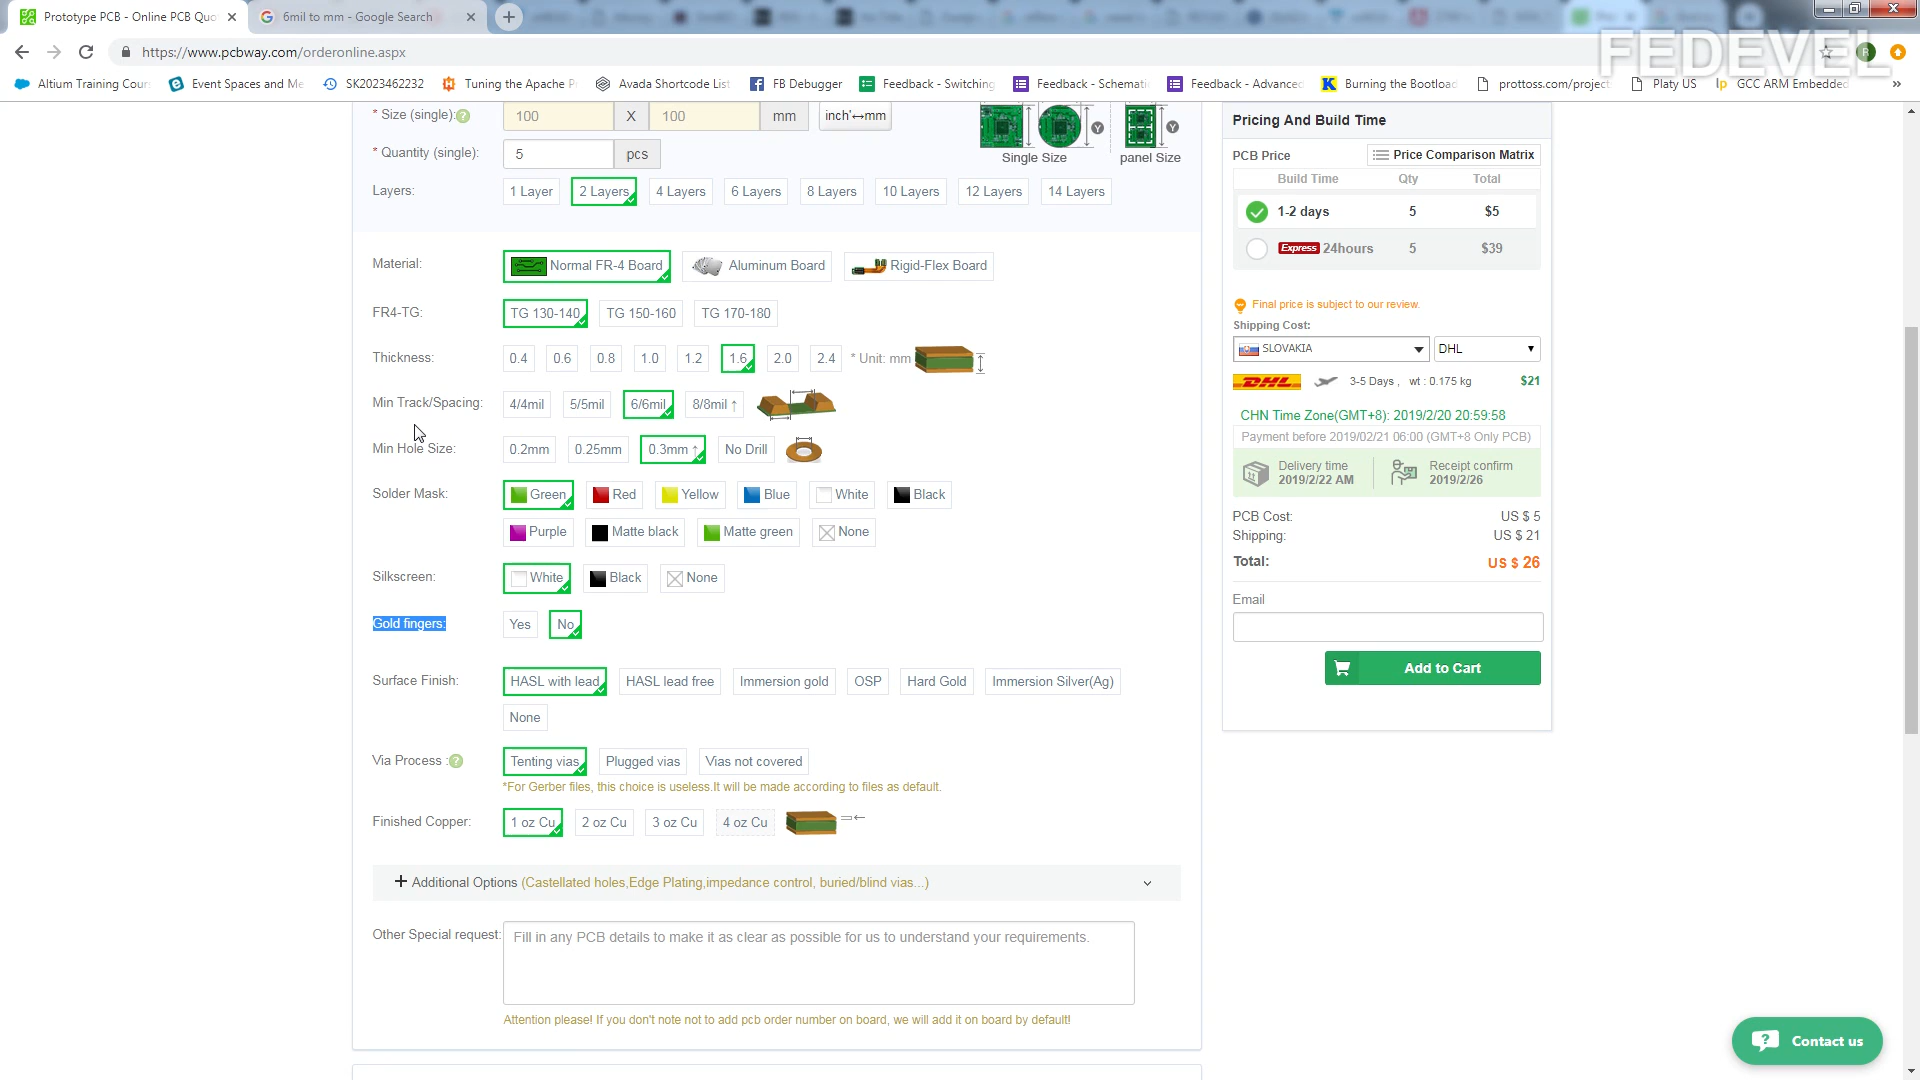 Prototype PCB - Online PCB Quo
6mil to mm - Google Search
https://www.pcbway.com/orderonline.aspx
FEDEVEL
R
Altium Training Cour
Event Spaces and Me
SK2023462232
Tuning the Apache P
Avada Shortcode List
FB Debugger
Feedback - Switching
Feedback - Schemati
Feedback - Advanced
Burning the Bootload
prottoss.com/project
Platy US
GCC ARM Embedded
* Size (single): 100 X 100 mm inch'↔mm
Single Size
panel Size
* Quantity (single): 5 pcs
Layers: 1 Layer 2 Layers 4 Layers 6 Layers 8 Layers 10 Layers 12 Layers 14 Layers
Material: Normal FR-4 Board Aluminum Board Rigid-Flex Board
FR4-TG: TG 130-140 TG 150-160 TG 170-180
Thickness: 0.4 0.6 0.8 1.0 1.2 1.6 2.0 2.4 * Unit: mm
Min Track/Spacing: 4/4mil 5/5mil 6/6mil 8/8mil ↑
Min Hole Size: 0.2mm 0.25mm 0.3mm ↑ No Drill
Solder Mask: Green Red Yellow Blue White Black
Purple Matte black Matte green None
Silkscreen: White Black None
Gold fingers: Yes No
Surface Finish: HASL with lead HASL lead free Immersion gold OSP Hard Gold Immersion Silver(Ag)
None
Via Process : Tenting vias Plugged vias Vias not covered
*For Gerber files, this choice is useless.It will be made according to files as default.
Finished Copper: 1 oz Cu 2 oz Cu 3 oz Cu 4 oz Cu
+ Additional Options (Castellated holes,Edge Plating,impedance control, buried/blind vias...)
Other Special request: Fill in any PCB details to make it as clear as possible for us to understand your requirements.
Attention please! If you don't note not to add pcb order number on board, we will add it on board by default!
Pricing And Build Time
PCB Price
Price Comparison Matrix
Build Time Qty Total
1-2 days 5 $5
Express 24hours 5 $39
Final price is subject to our review.
Shipping Cost:
SLOVAKIA
DHL
DHL 3-5 Days , wt : 0.175 kg $21
CHN Time Zone(GMT+8): 2019/2/20 20:59:58
Payment before 2019/02/21 06:00 (GMT+8 Only PCB)
Delivery time
2019/2/22 AM
Receipt confirm
2019/2/26
PCB Cost: US $ 5
Shipping: US $ 21
Total: US $ 26
Email
Add to Cart
Contact us